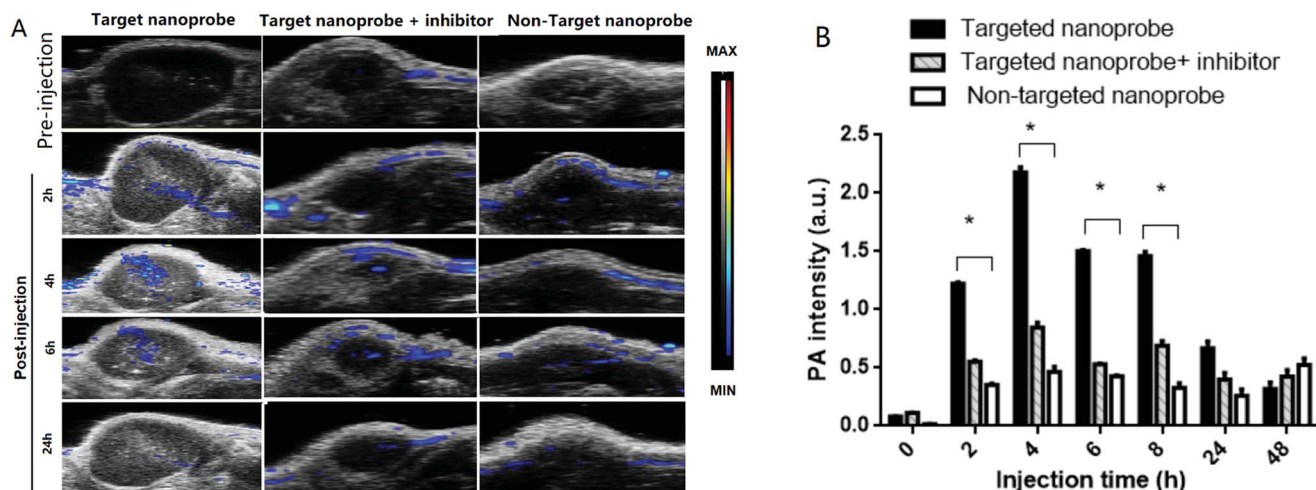 A
Target nanoprobe
Target nanoprobe + inhibitor
Non-Target nanoprobe
Pre-injection
Post-injection
2h
4h
6h
24h
MAX
MIN
B
Targeted nanoprobe
Targeted nanoprobe+ inhibitor
Non-targeted nanoprobe
PA intensity (a.u.)
2.5
2.0
1.5
1.0
0.5
0.0
*
*
*
*
0
2
4
6
8
24
48
Injection time (h)